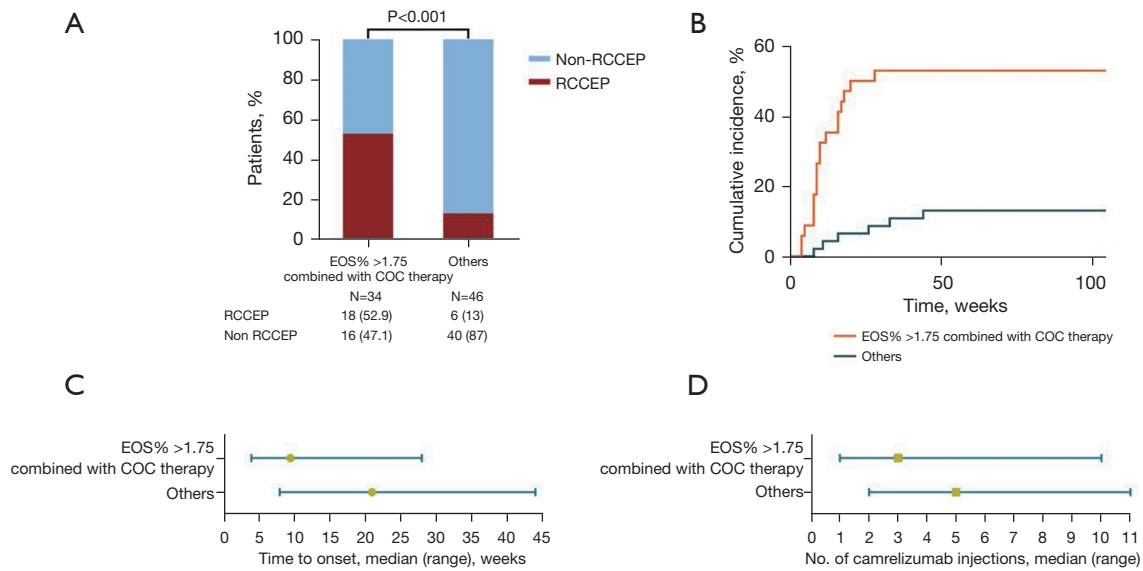 A
P<0.001
100
80
60
40
20
0
Patients, %
Non-RCCEP
RCCEP
EOS% >1.75
combined with COC therapy
Others
N=34 N=46
RCCEP 18 (52.9) 6 (13)
Non RCCEP 16 (47.1) 40 (87)
B
60
40
20
0
Cumulative incidence, %
0 50 100
Time, weeks
EOS% >1.75 combined with COC therapy
Others
C
EOS% >1.75
combined with COC therapy
Others
0 5 10 15 20 25 30 35 40 45
Time to onset, median (range), weeks
D
EOS% >1.75
combined with COC therapy
Others
0 1 2 3 4 5 6 7 8 9 10 11
No. of camrelizumab injections, median (range)